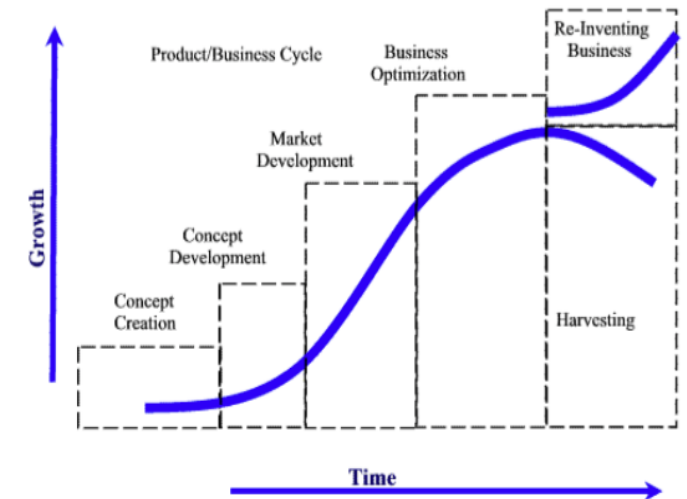 Re-Inventing
Business
Product/Business Cycle
Business
Optimization
Market
Development
Growth
Concept
Development
Concept
Creation
Harvesting
Time